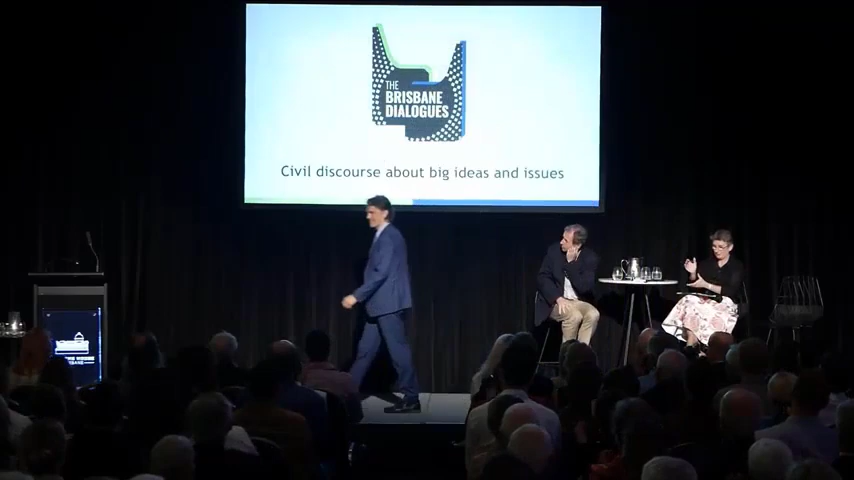 THE
BRISBANE
DIALOGUES
Civil discourse about big ideas and issues